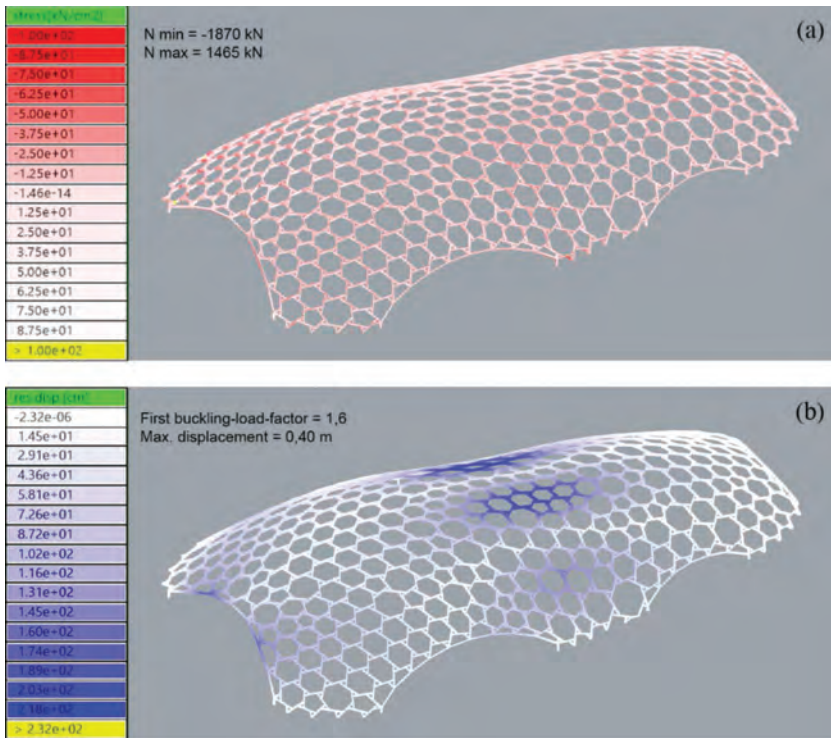 stress[kN/cm2]
-1.00e+02
-8.75e+01
-7.50e+01
-6.25e+01
-5.00e+01
-3.75e+01
-2.50e+01
-1.25e+01
-1.46e-14
1.25e+01
2.50e+01
3.75e+01
5.00e+01
6.25e+01
7.50e+01
8.75e+01
> 1.00e+02
N min = -1870 kN
N max = 1465 kN
(a)
res.disp.[cm]
-2.32e-06
1.45e+01
2.91e+01
4.36e+01
5.81e+01
7.26e+01
8.72e+01
1.02e+02
1.16e+02
1.31e+02
1.45e+02
1.60e+02
1.74e+02
1.89e+02
2.03e+02
2.18e+02
> 2.32e+02
First buckling-load-factor = 1,6
Max. displacement = 0,40 m
(b)